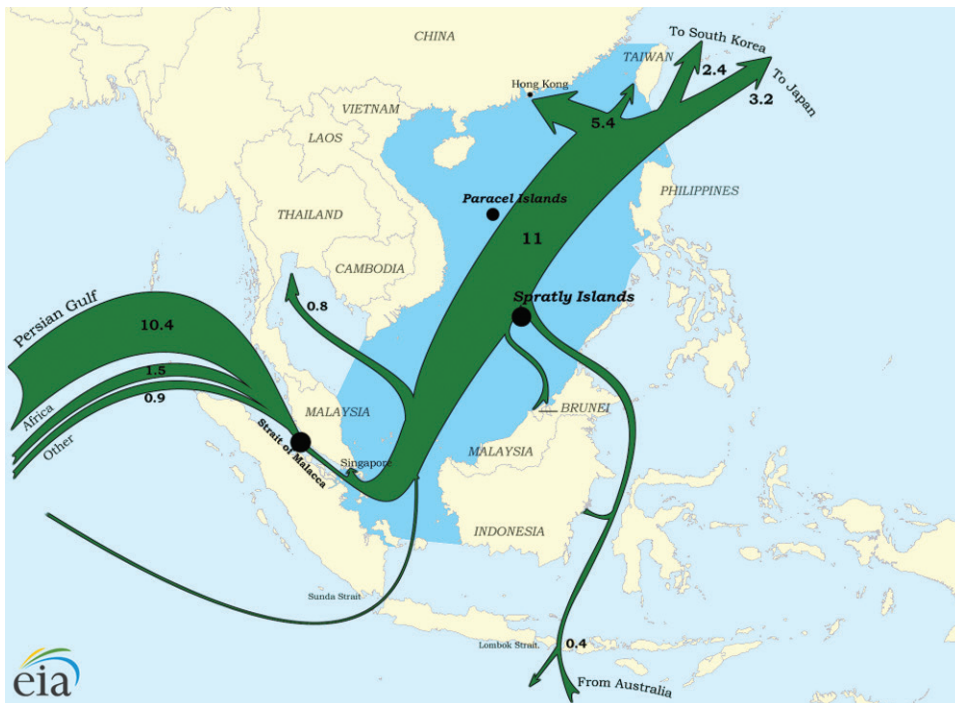 CHINA
To South Korea
TAIWAN
2.4
To Japan
3.2
Hong Kong
5.4
VIETNAM
LAOS
PHILIPPINES
Paracel Islands
THAILAND
11
CAMBODIA
Spratly Islands
0.8
Persian Gulf
10.4
1.5
0.9
Africa
Other
MALAYSIA
BRUNEI
Strait of Malacca
Singapore
MALAYSIA
INDONESIA
Sunda Strait
Lombok Strait.
0.4
From Australia
eia